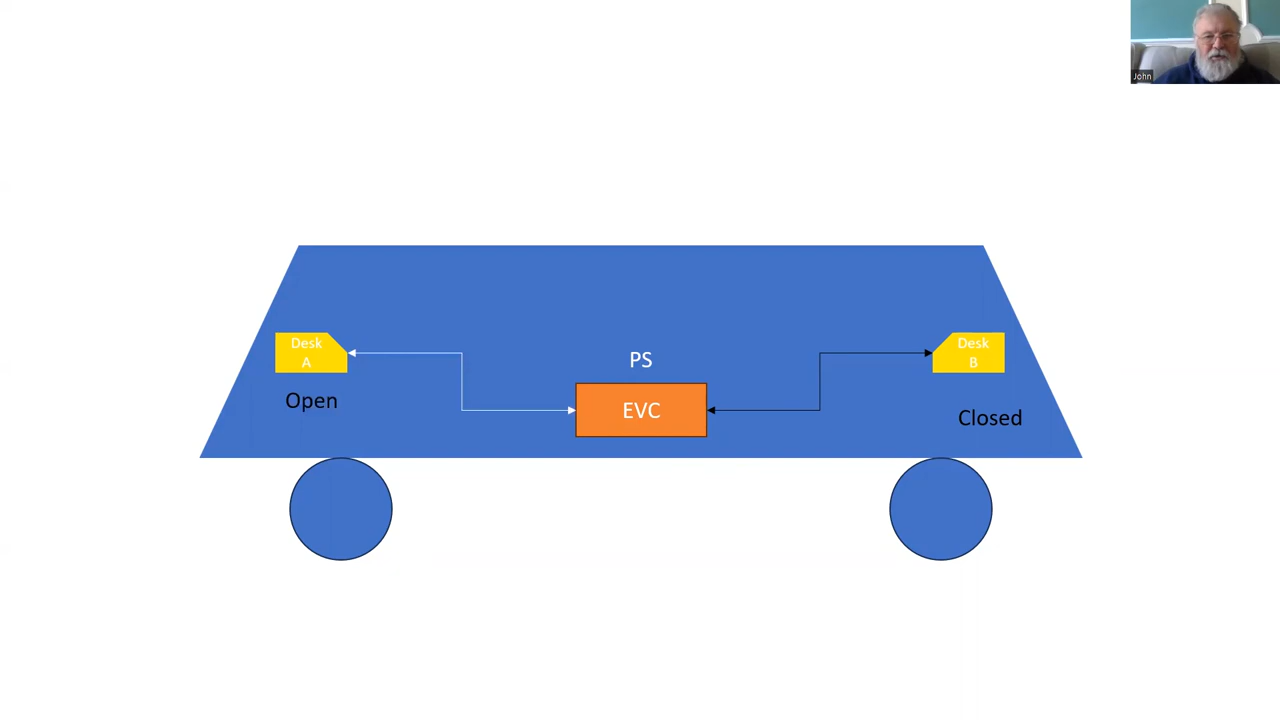 John
Desk
A
Desk
B
PS
Open
EVC
Closed